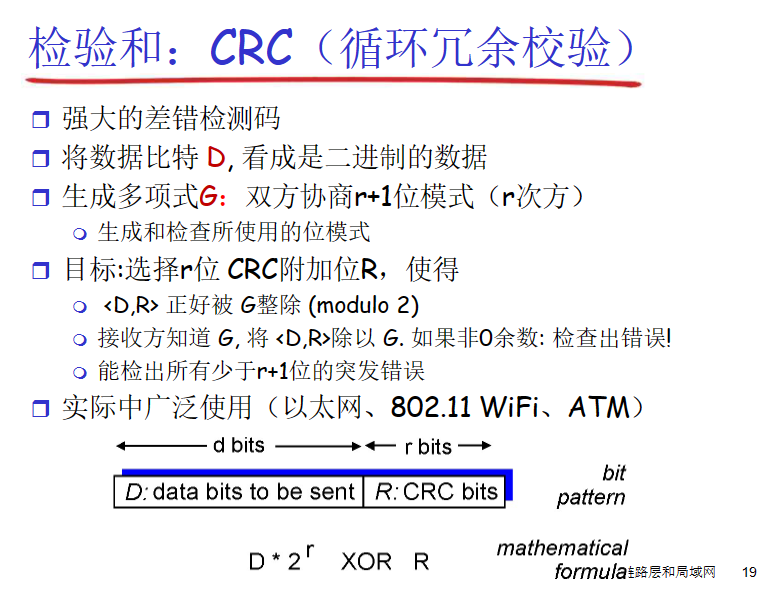 检验和：CRC（循环冗余校验）
强大的差错检测码
将数据比特 D, 看成是二进制的数据
生成多项式G：双方协商r+1位模式（r次方）
生成和检查所使用的位模式
目标:选择r位 CRC附加位R，使得
<D,R> 正好被 G整除 (modulo 2)
接收方知道 G, 将 <D,R>除以 G. 如果非0余数: 检查出错误!
能检出所有少于r+1位的突发错误
实际中广泛使用（以太网、802.11 WiFi、ATM）
d bits r bits
D: data bits to be sent R: CRC bits
bit
pattern
D * 2^r XOR R
mathematical
formula
路层和局域网 19